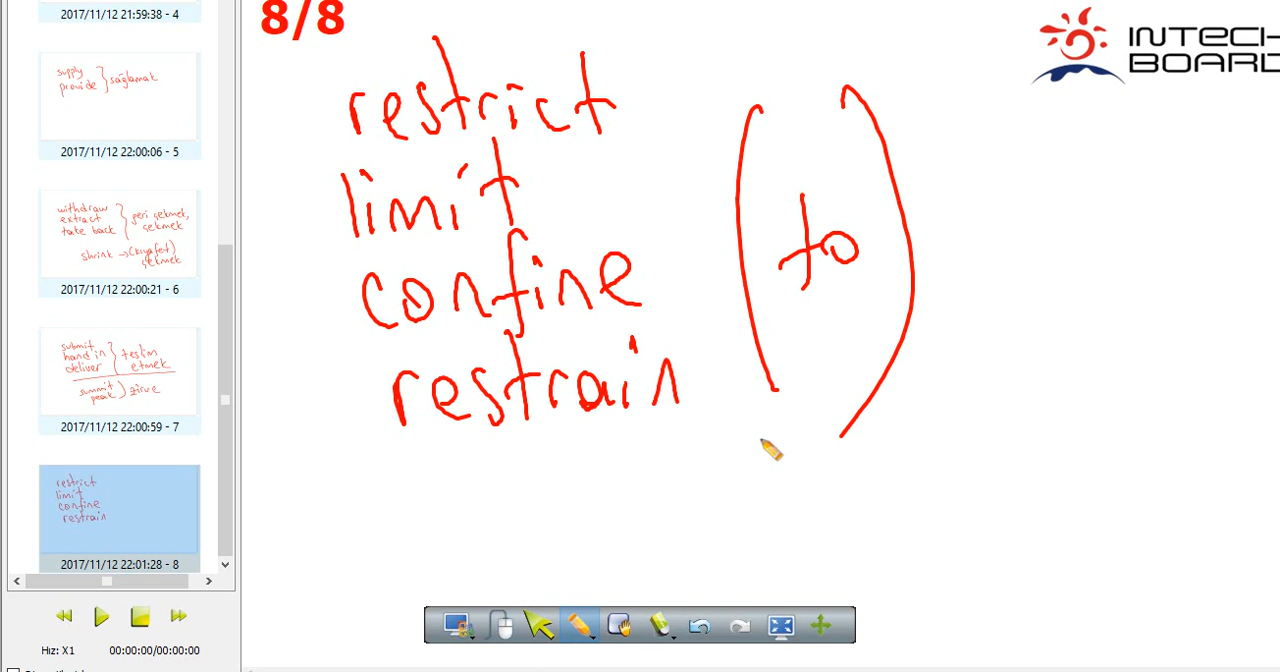 2017/11/12 21:59:38 - 4
supply
provide } sağlamak
2017/11/12 22:00:06 - 5
withdraw
extract } geri çekmek,
take back çekmek
shrink → (kıyafet)
çekmek
2017/11/12 22:00:21 - 6
submit
hand in } teslim
deliver etmek
summit
peak ) zirve
2017/11/12 22:00:59 - 7
restrict
limit
confine
restrain
2017/11/12 22:01:28 - 8
Hız: X1 00:00:00/00:00:00
8/8
restrict
limit
confine
restrain
(to)
INTECH
BOARD